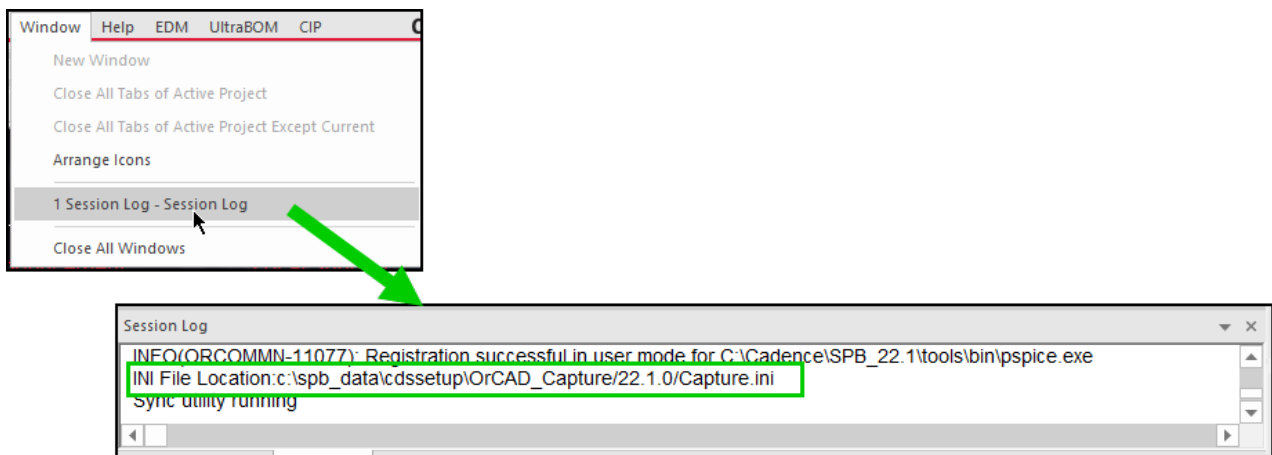 Window Help EDM UltraBOM CIP
New Window
Close All Tabs of Active Project
Close All Tabs of Active Project Except Current
Arrange Icons
1 Session Log - Session Log
Close All Windows
Session Log
INFO(ORCOMMN-11077): Registration successful in user mode for C:\Cadence\SPB_22.1\tools\bin\pspice.exe
INI File Location:c:\spb_data\cdssetup\OrCAD_Capture/22.1.0/Capture.ini
Sync utility running